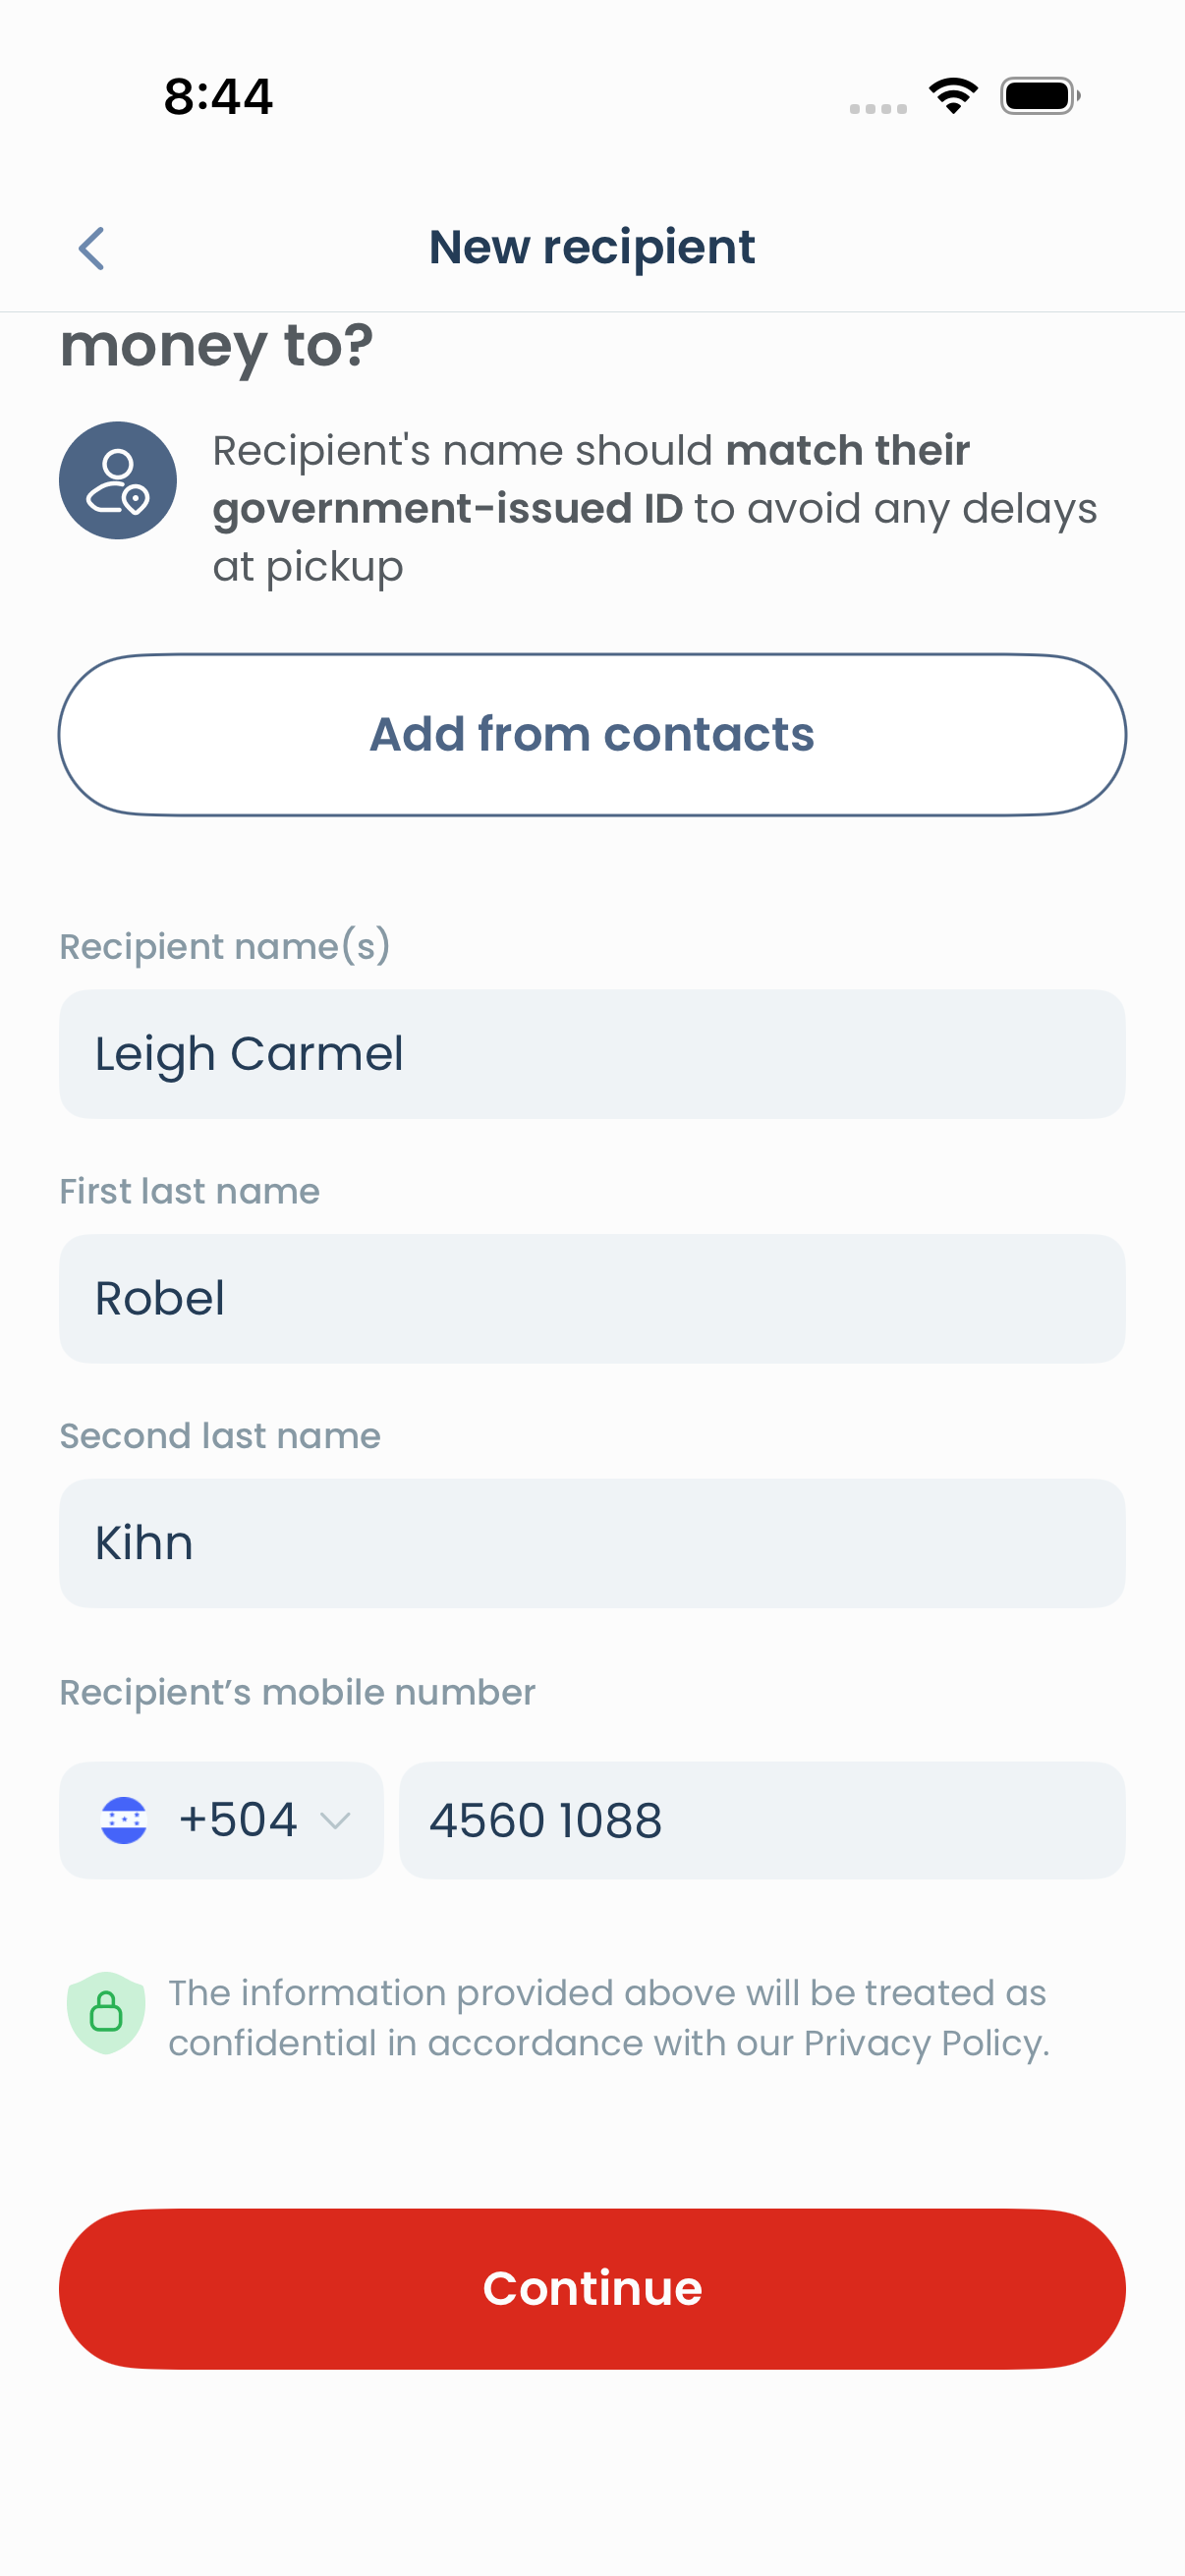 8:44
New recipient
money to?
Recipient's name should match their
government-issued ID to avoid any delays
at pickup
Add from contacts
Recipient name(s)
Leigh Carmel
First last name
Robel
Second last name
Kihn
Recipient’s mobile number
+504 4560 1088
The information provided above will be treated as
confidential in accordance with our Privacy Policy.
Continue